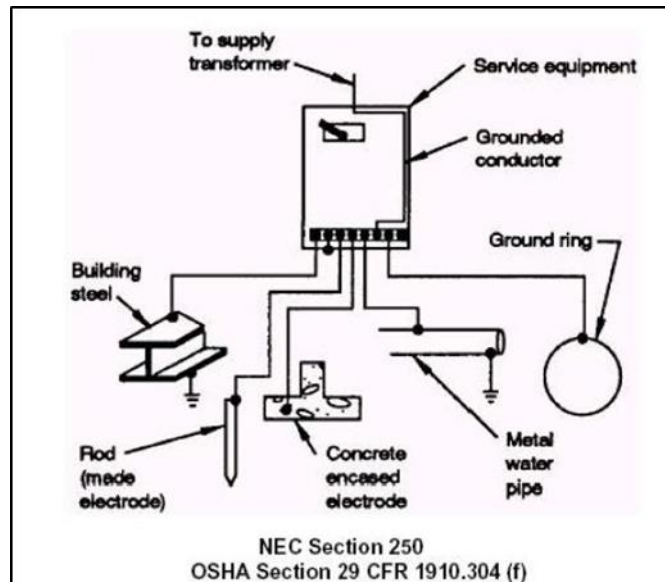 To supply
transformer
Service equipment
Grounded
conductor
Ground ring
Building
steel
Rod
(made
electrode)
Concrete
encased
electrode
Metal
water
pipe
NEC Section 250
OSHA Section 29 CFR 1910.304 (f)